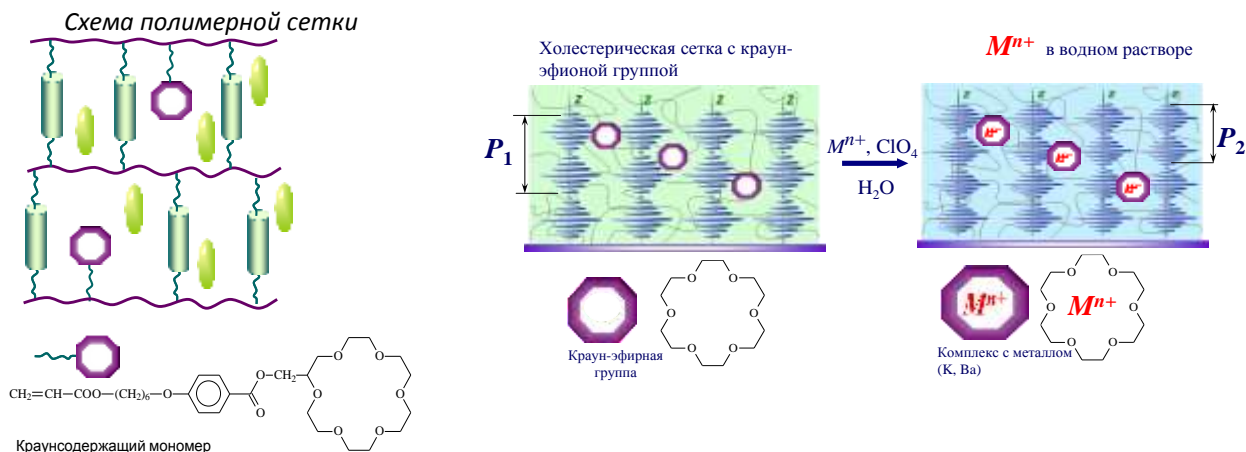 Схема полимерной сетки
Холестерическая сетка с краун-
эфионой группой
Mⁿ⁺ в водном растворе
z z z z
z z z z
P₁
Mⁿ⁺, ClO₄
H₂O
P₂
Краун-эфирная
группа
O O O O O O
Mⁿ⁺
Комплекс с металлом
(K, Ba)
O O O O O O
Mⁿ⁺
CH₂=CH—COO—(CH₂)₆—O
O
O
CH₂
O O O O O O
Краунсодержащий мономер